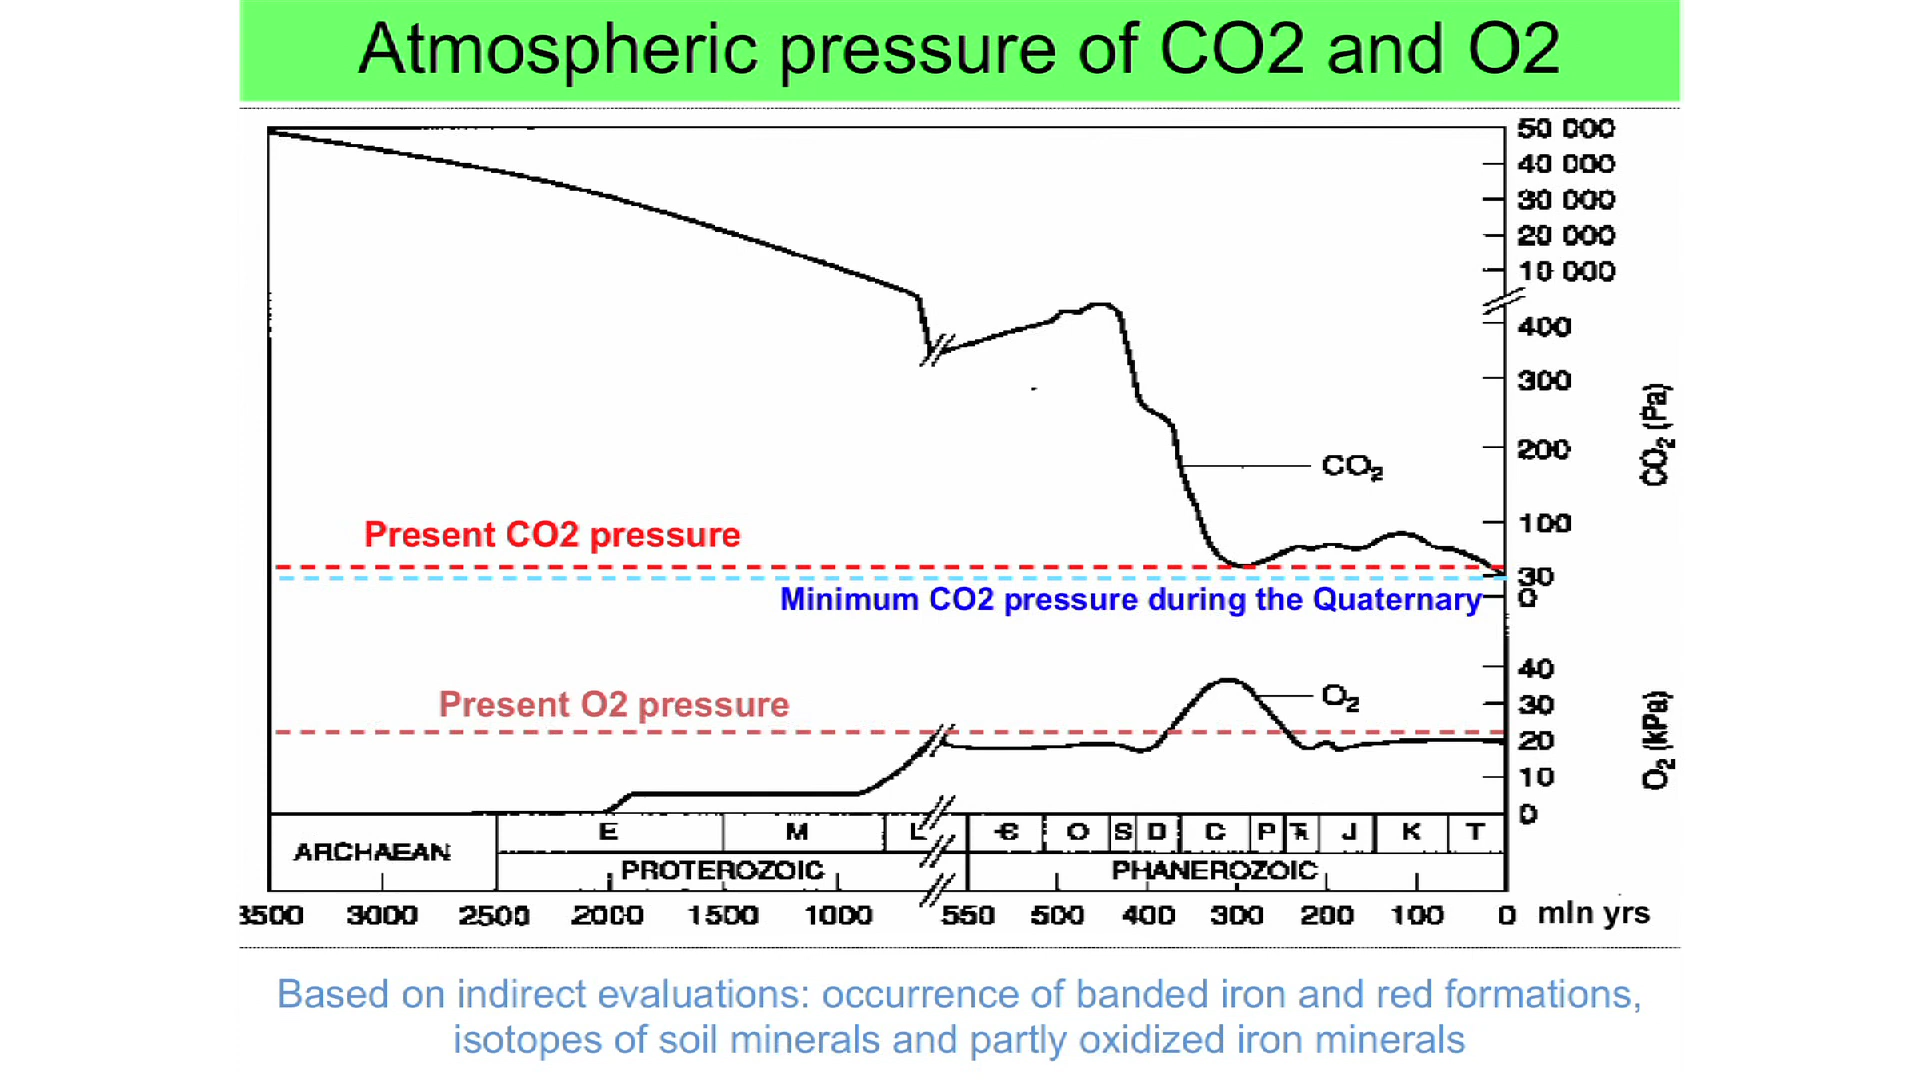 Atmospheric pressure of CO2 and O2
50 000
40 000
30 000
20 000
10 000
400
300
200
100
30
0
CO₂ (Pa)
CO₂
Present CO2 pressure
Minimum CO2 pressure during the Quaternary
Present O2 pressure
O₂
40
30
20
10
0
O₂ (kPa)
E M L Є O S D C P Ŧ J K T
ARCHAEAN
PROTEROZOIC PHANEROZOIC
3500 3000 2500 2000 1500 1000 550 500 400 300 200 100 0 mln yrs
Based on indirect evaluations: occurrence of banded iron and red formations,
isotopes of soil minerals and partly oxidized iron minerals